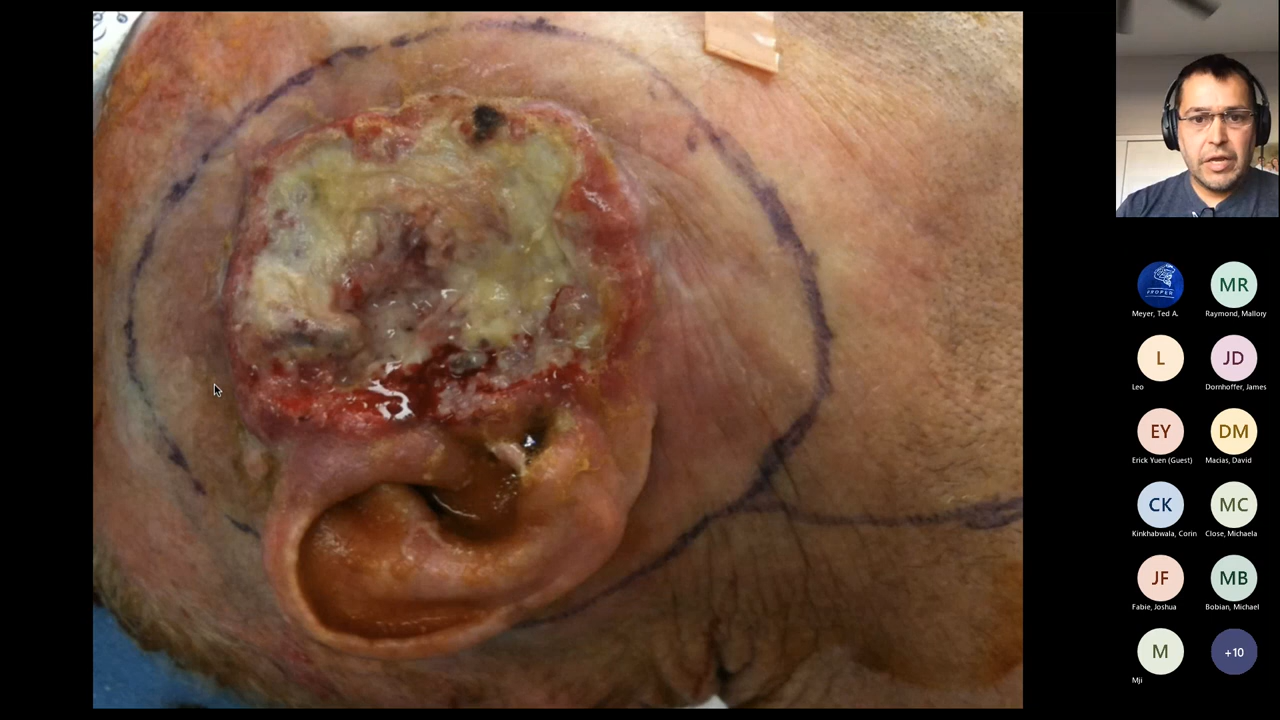 PROPER
Meyer, Ted A.
MR
Raymond, Mallory
L
Leo
JD
Dornhoffer, James
EY
Erick Yuen (Guest)
DM
Macias, David
CK
Kinkhabwala, Corin
MC
Close, Michaela
JF
Fabie, Joshua
MB
Bobian, Michael
M
Mji
+10